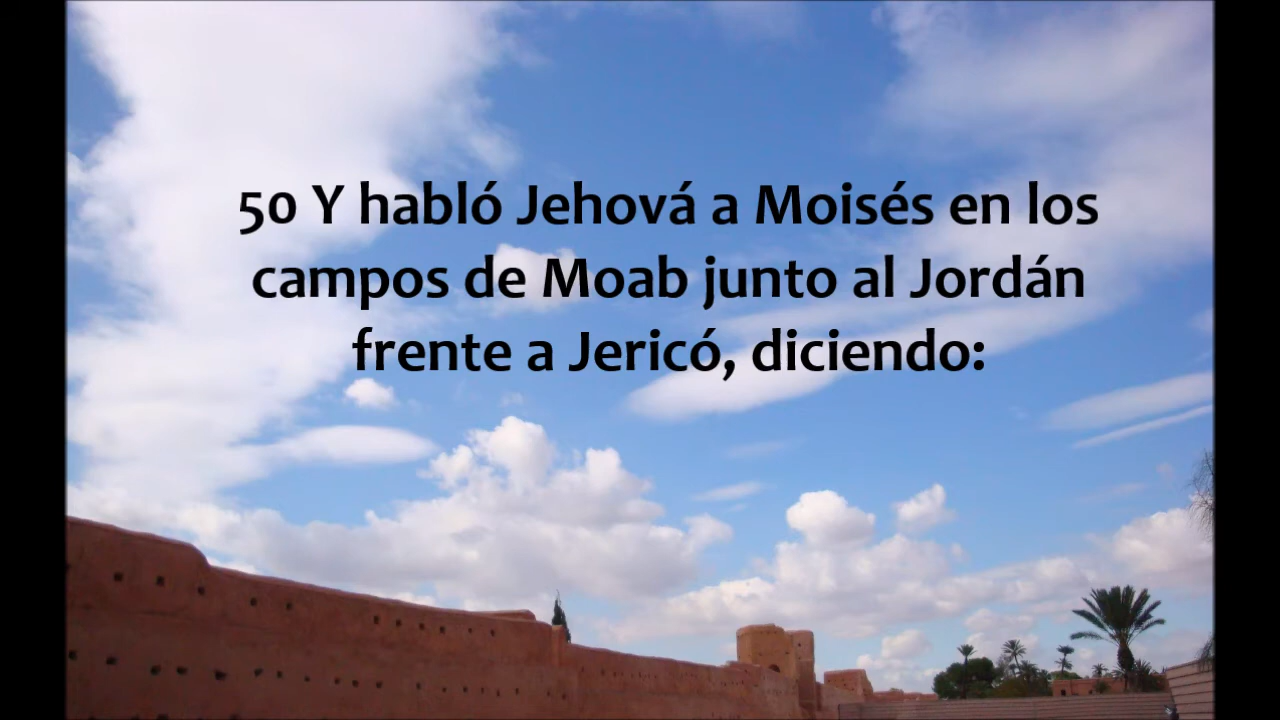 50 Y habló Jehová a Moisés en los
campos de Moab junto al Jordán
frente a Jericó, diciendo: